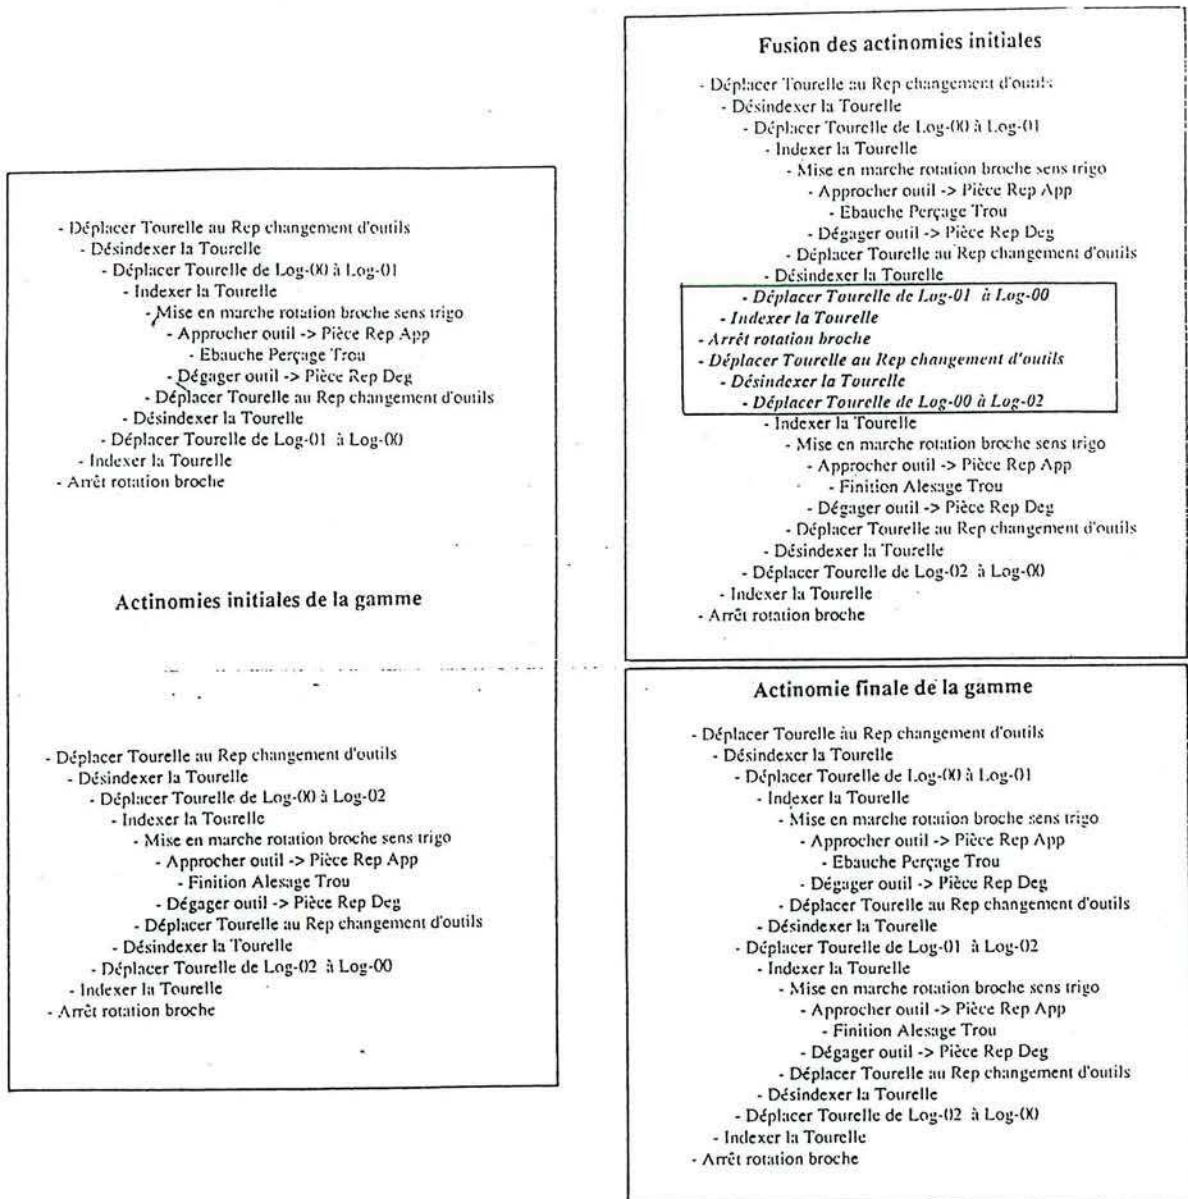 - Déplacer Tourelle au Rep changement d'outils
- Désindexer la Tourelle
- Déplacer Tourelle de Log-00 à Log-01
- Indexer la Tourelle
- Mise en marche rotation broche sens trigo
- Approcher outil -> Pièce Rep App
- Ebauche Perçage Trou
- Dégager outil -> Pièce Rep Deg
- Déplacer Tourelle au Rep changement d'outils
- Désindexer la Tourelle
- Déplacer Tourelle de Log-01 à Log-00
- Indexer la Tourelle
- Arrêt rotation broche
Actinomies initiales de la gamme
- Déplacer Tourelle au Rep changement d'outils
- Désindexer la Tourelle
- Déplacer Tourelle de Log-00 à Log-02
- Indexer la Tourelle
- Mise en marche rotation broche sens trigo
- Approcher outil -> Pièce Rep App
- Finition Alesage Trou
- Dégager outil -> Pièce Rep Deg
- Déplacer Tourelle au Rep changement d'outils
- Désindexer la Tourelle
- Déplacer Tourelle de Log-02 à Log-00
- Indexer la Tourelle
- Arrêt rotation broche
Fusion des actinomies initiales
- Déplacer Tourelle au Rep changement d'outils
- Désindexer la Tourelle
- Déplacer Tourelle de Log-00 à Log-01
- Indexer la Tourelle
- Mise en marche rotation broche sens trigo
- Approcher outil -> Pièce Rep App
- Ebauche Perçage Trou
- Dégager outil -> Pièce Rep Deg
- Déplacer Tourelle au Rep changement d'outils
- Désindexer la Tourelle
- Déplacer Tourelle de Log-01 à Log-00
- Indexer la Tourelle
- Arrêt rotation broche
- Déplacer Tourelle au Rep changement d'outils
- Désindexer la Tourelle
- Déplacer Tourelle de Log-00 à Log-02
- Indexer la Tourelle
- Mise en marche rotation broche sens trigo
- Approcher outil -> Pièce Rep App
- Finition Alesage Trou
- Dégager outil -> Pièce Rep Deg
- Déplacer Tourelle au Rep changement d'outils
- Désindexer la Tourelle
- Déplacer Tourelle de Log-02 à Log-00
- Indexer la Tourelle
- Arrêt rotation broche
Actinomie finale de la gamme
- Déplacer Tourelle au Rep changement d'outils
- Désindexer la Tourelle
- Déplacer Tourelle de Log-00 à Log-01
- Indexer la Tourelle
- Mise en marche rotation broche sens trigo
- Approcher outil -> Pièce Rep App
- Ebauche Perçage Trou
- Dégager outil -> Pièce Rep Deg
- Déplacer Tourelle au Rep changement d'outils
- Désindexer la Tourelle
- Déplacer Tourelle de Log-01 à Log-02
- Indexer la Tourelle
- Mise en marche rotation broche sens trigo
- Approcher outil -> Pièce Rep App
- Finition Alesage Trou
- Dégager outil -> Pièce Rep Deg
- Déplacer Tourelle au Rep changement d'outils
- Désindexer la Tourelle
- Déplacer Tourelle de Log-02 à Log-00
- Indexer la Tourelle
- Arrêt rotation broche